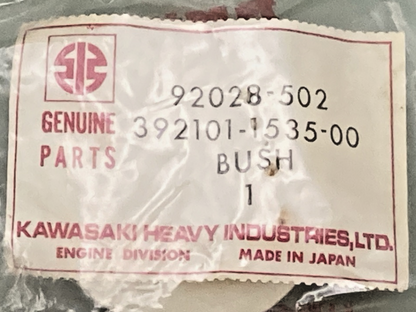 92028-502
GENUINE 392101-1535-00
PARTS BUSH
1
KAWASAKI HEAVY INDUSTRIES,LTD.
ENGINE DIVISION MADE IN JAPAN